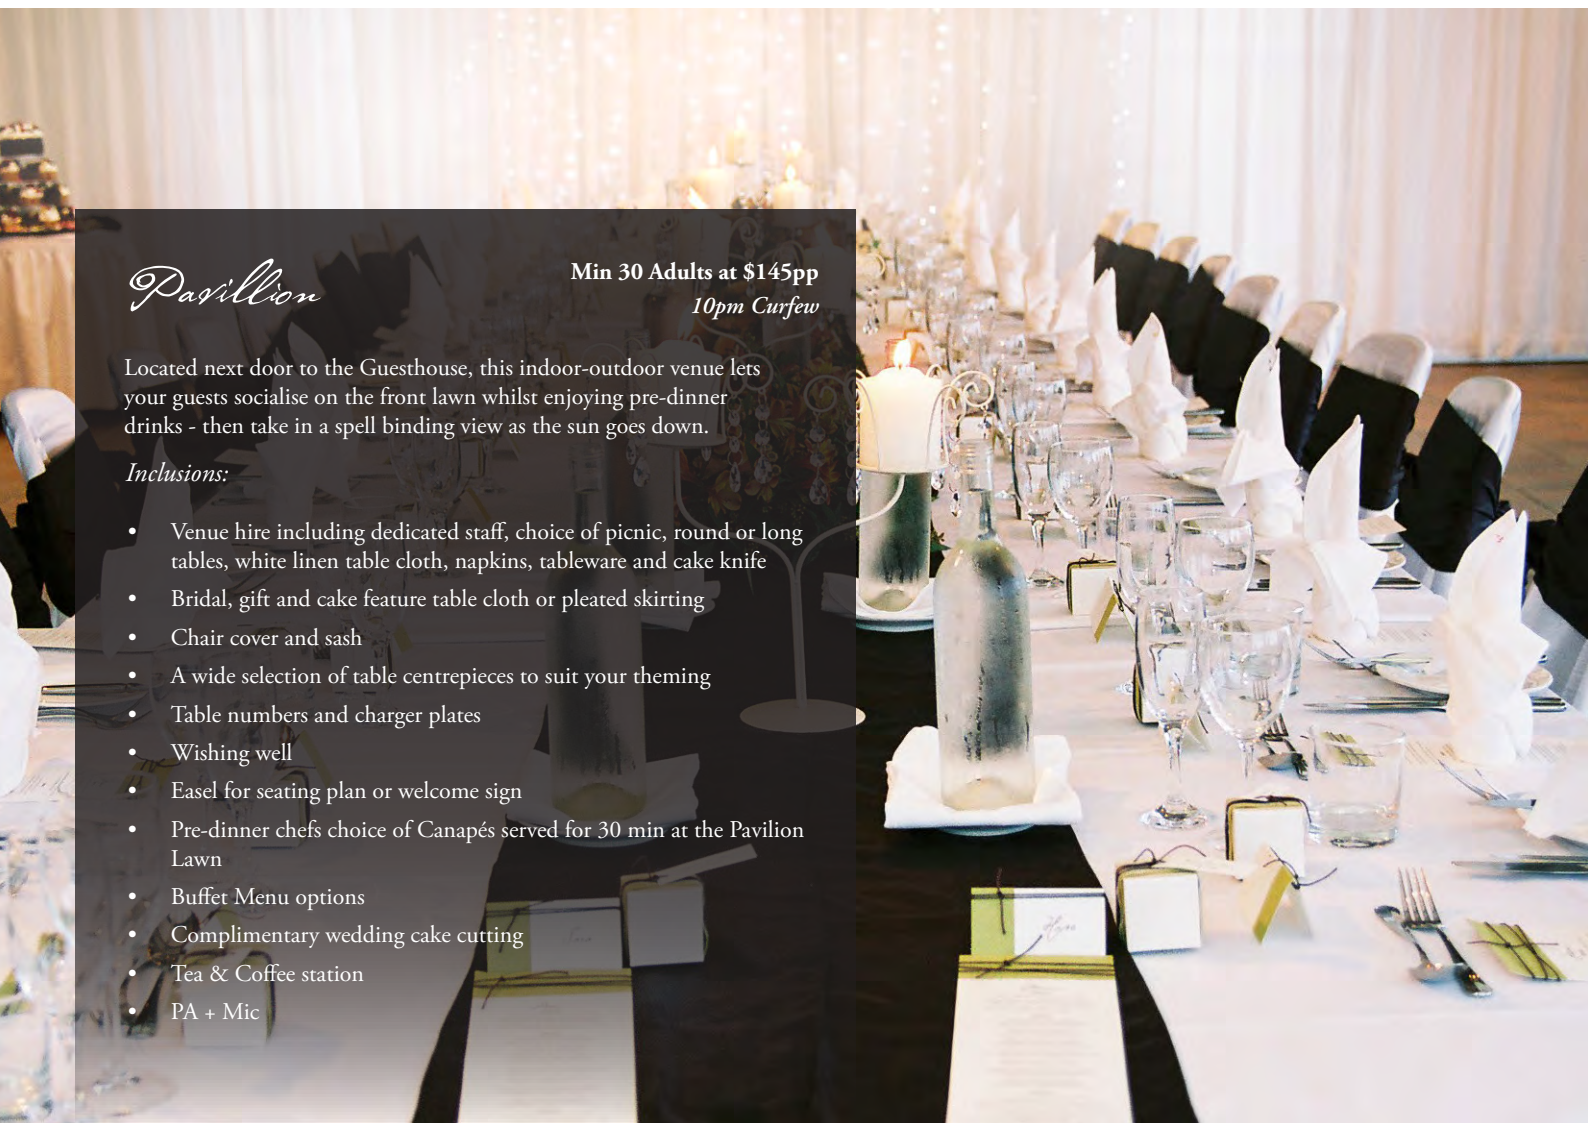 Pavillion
Min 30 Adults at $145pp
10pm Curfew
Located next door to the Guesthouse, this indoor-outdoor venue lets
your guests socialise on the front lawn whilst enjoying pre-dinner
drinks - then take in a spell binding view as the sun goes down.
Inclusions:
• Venue hire including dedicated staff, choice of picnic, round or long
tables, white linen table cloth, napkins, tableware and cake knife
• Bridal, gift and cake feature table cloth or pleated skirting
• Chair cover and sash
• A wide selection of table centrepieces to suit your theming
• Table numbers and charger plates
• Wishing well
• Easel for seating plan or welcome sign
• Pre-dinner chefs choice of Canapés served for 30 min at the Pavilion
Lawn
• Buffet Menu options
• Complimentary wedding cake cutting
• Tea & Coffee station
• PA + Mic